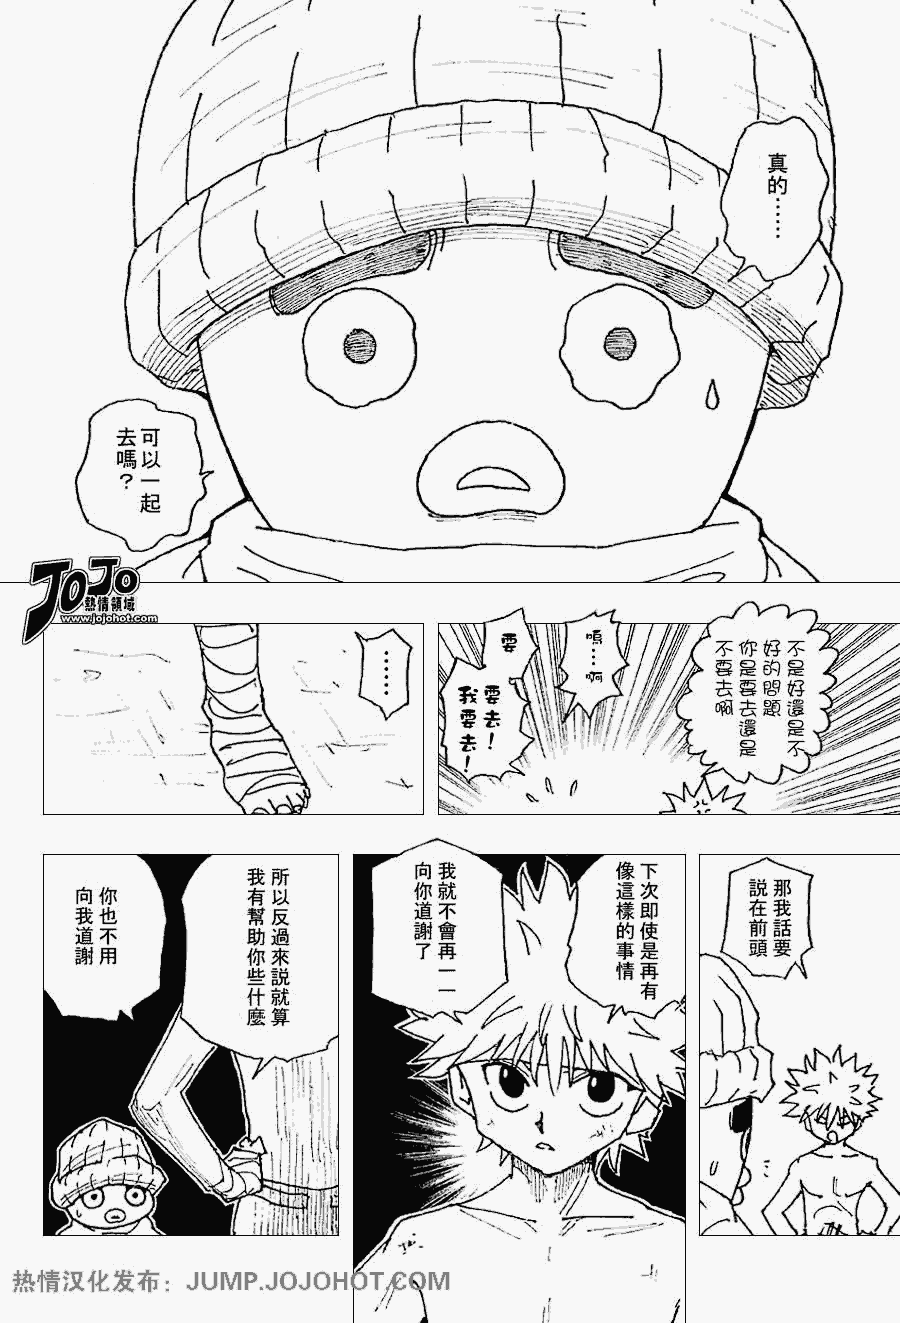 真的……
可以一起
去嗎？
JOJO
熱情領域
www.jojohot.com
不是好還是不
好的問題
你是要去還是
不要去啊
嗚…啊
要
要去！
我要去！
……
那我話要
説在前頭
下次即使是再有
像這樣的事情
我就不會再一一
向你道謝了
所以反過來説就算
我有幫助你些什麼
你也不用
向我道謝
热情汉化发布：JUMP.JOJOHOT.COM